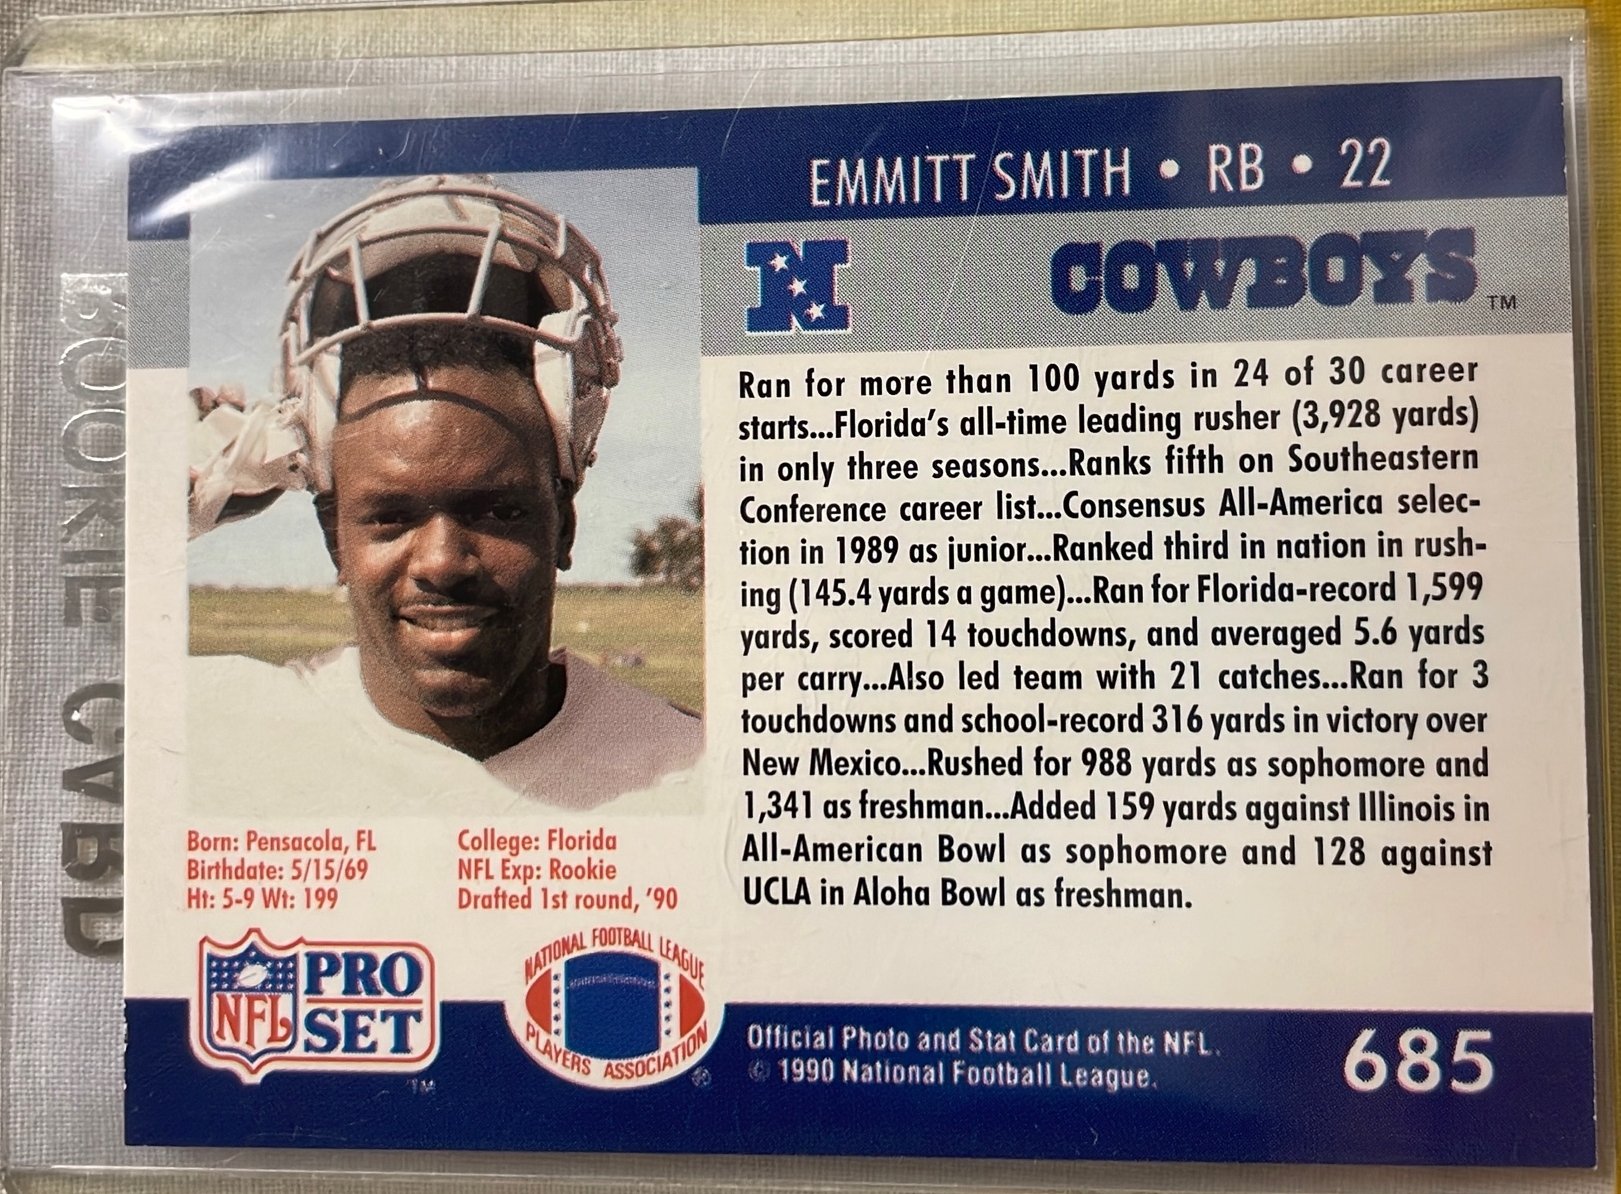 EMMITT SMITH • RB • 22
N
COWBOYS™
Ran for more than 100 yards in 24 of 30 career
starts...Florida's all-time leading rusher (3,928 yards)
in only three seasons...Ranks fifth on Southeastern
Conference career list...Consensus All-America selec-
tion in 1989 as junior...Ranked third in nation in rush-
ing (145.4 yards a game)...Ran for Florida-record 1,599
yards, scored 14 touchdowns, and averaged 5.6 yards
per carry...Also led team with 21 catches...Ran for 3
touchdowns and school-record 316 yards in victory over
New Mexico...Rushed for 988 yards as sophomore and
1,341 as freshman...Added 159 yards against Illinois in
All-American Bowl as sophomore and 128 against
UCLA in Aloha Bowl as freshman.
Born: Pensacola, FL
Birthdate: 5/15/69
Ht: 5-9 Wt: 199
College: Florida
NFL Exp: Rookie
Drafted 1st round, '90
NFL
PRO
SET
™
NATIONAL FOOTBALL LEAGUE
PLAYERS ASSOCIATION
®
Official Photo and Stat Card of the NFL.
© 1990 National Football League.
685
ROOKIE CARD